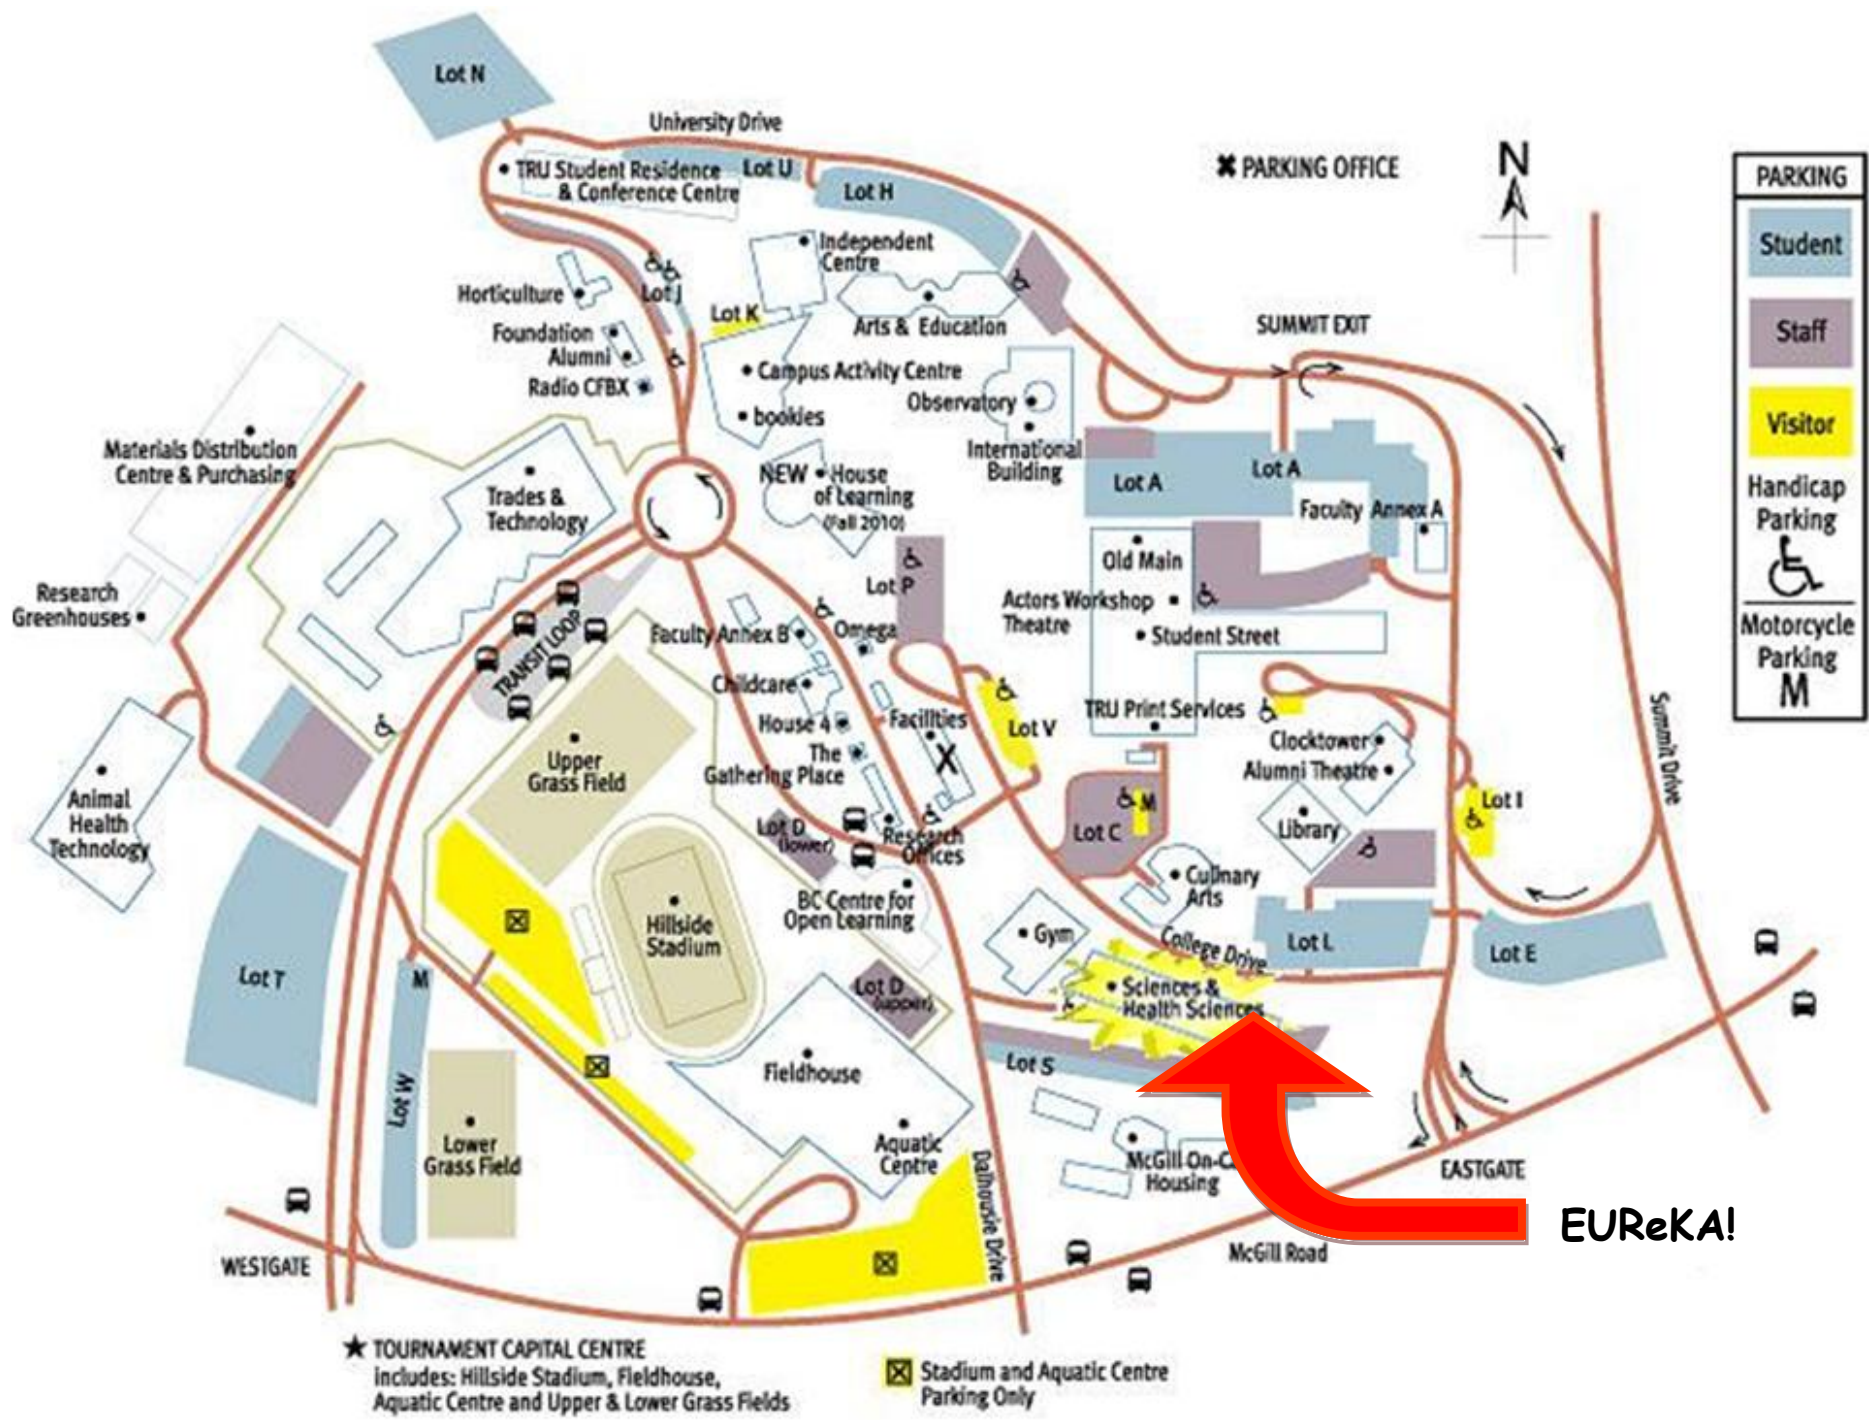 Lot N
University Drive
TRU Student Residence
& Conference Centre
Lot U
Lot H
PARKING OFFICE
N
PARKING
Student
Staff
Visitor
Handicap
Parking
Motorcycle
Parking
M
Independent
Centre
Horticulture
Lot J
Lot K
Arts & Education
Foundation
Alumni
Radio CFBX
SUMMIT EXIT
Campus Activity Centre
Observatory
bookies
International
Building
Materials Distribution
Centre & Purchasing
Trades &
Technology
NEW House
of Learning
(Fall 2010)
Lot A
Lot A
Faculty Annex A
Old Main
Lot P
Research
Greenhouses
Actors Workshop
Theatre
Student Street
TRANSIT LOOP
Faculty Annex B
Omega
Childcare
House 4
Facilities
The
Gathering Place
X
Lot V
TRU Print Services
Clocktower
Alumni Theatre
Summit Drive
Upper
Grass Field
Animal
Health
Technology
Lot D
(lower)
Research
Offices
M
Lot C
Library
Lot I
BC Centre for
Open Learning
Culinary
Arts
Hillside
Stadium
Gym
College Drive
Lot L
Lot E
Lot T
M
Lot D
(upper)
Sciences &
Health Sciences
Lot S
Fieldhouse
Lot W
Lower
Grass Field
Aquatic
Centre
Dalhousie Drive
McGill On-C
Housing
EASTGATE
EUReKA!
McGill Road
WESTGATE
TOURNAMENT CAPITAL CENTRE
includes: Hillside Stadium, Fieldhouse,
Aquatic Centre and Upper & Lower Grass Fields
Stadium and Aquatic Centre
Parking Only